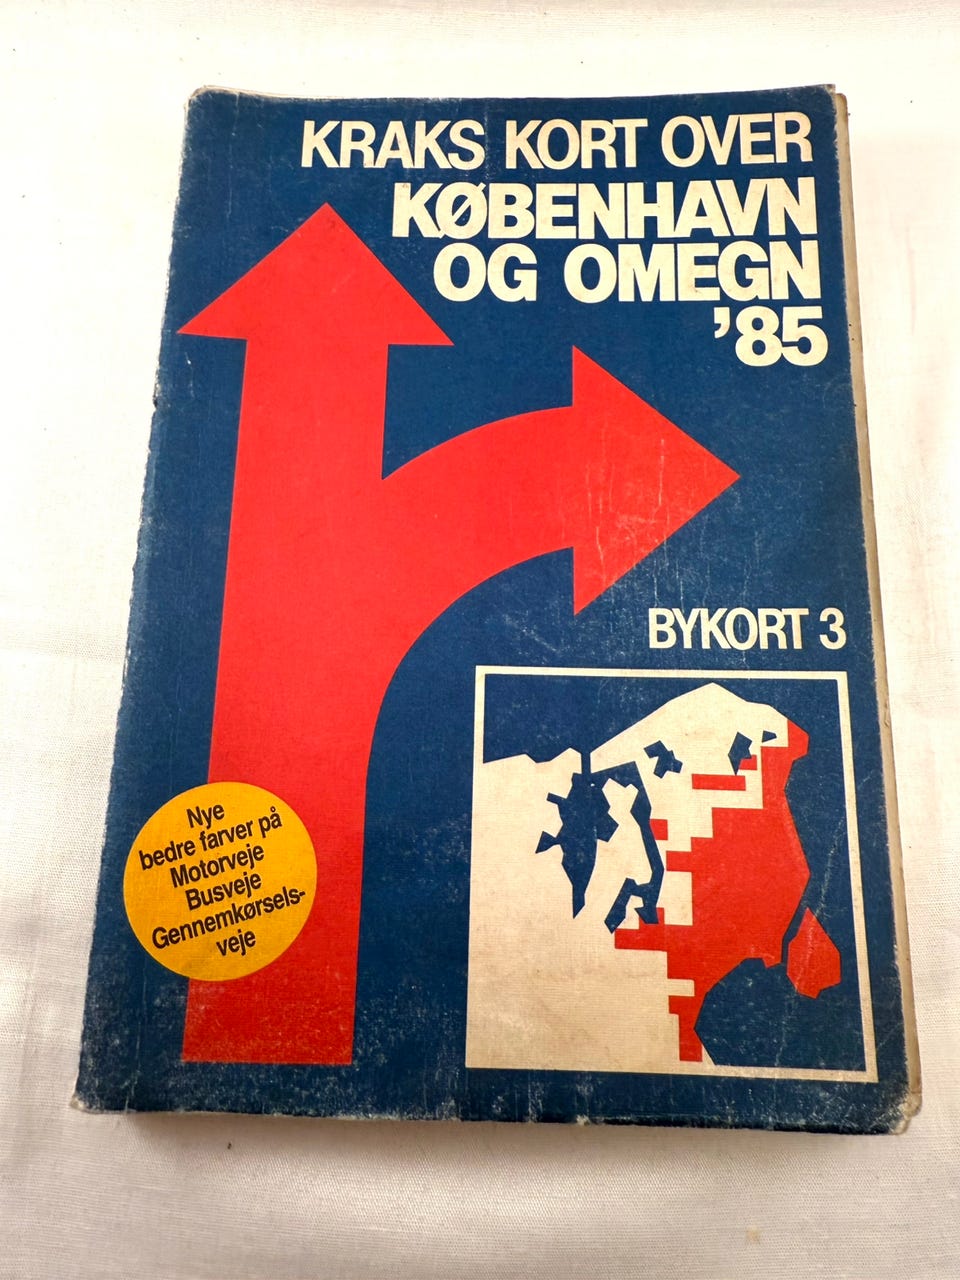 KRAKS KORT OVER
KØBENHAVN
OG OMEGN
’85
BYKORT 3
Nye
bedre farver på
Motorveje
Busveje
Gennemkørsels-
veje